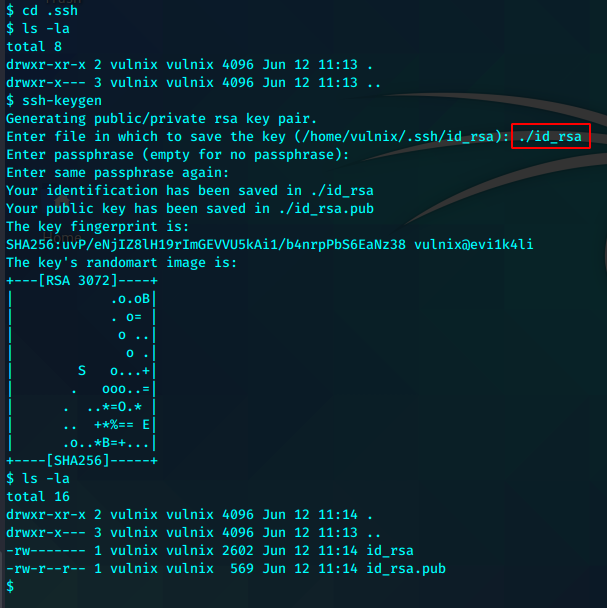 $ cd .ssh
$ ls -la
total 8
drwxr-xr-x 2 vulnix vulnix 4096 Jun 12 11:13 .
drwxr-x--- 3 vulnix vulnix 4096 Jun 12 11:13 ..
$ ssh-keygen
Generating public/private rsa key pair.
Enter file in which to save the key (/home/vulnix/.ssh/id_rsa): ./id_rsa
Enter passphrase (empty for no passphrase):
Enter same passphrase again:
Your identification has been saved in ./id_rsa
Your public key has been saved in ./id_rsa.pub
The key fingerprint is:
SHA256:uvP/eNjIZ8lH19rImGEVVU5kAi1/b4nrpPbS6EaNz38 vulnix@evi1k4li
The key's randomart image is:
+---[RSA 3072]----+
|            .o.oB|
|            . o= |
|             o ..|
|              o .|
|        S   o...+|
|       .   ooo..=|
|      .  ..*=O.* |
|      ..  +*%== E|
|      .o..*B=+...|
+----[SHA256]-----+
$ ls -la
total 16
drwxr-xr-x 2 vulnix vulnix 4096 Jun 12 11:14 .
drwxr-x--- 3 vulnix vulnix 4096 Jun 12 11:13 ..
-rw------- 1 vulnix vulnix 2602 Jun 12 11:14 id_rsa
-rw-r--r-- 1 vulnix vulnix  569 Jun 12 11:14 id_rsa.pub
$